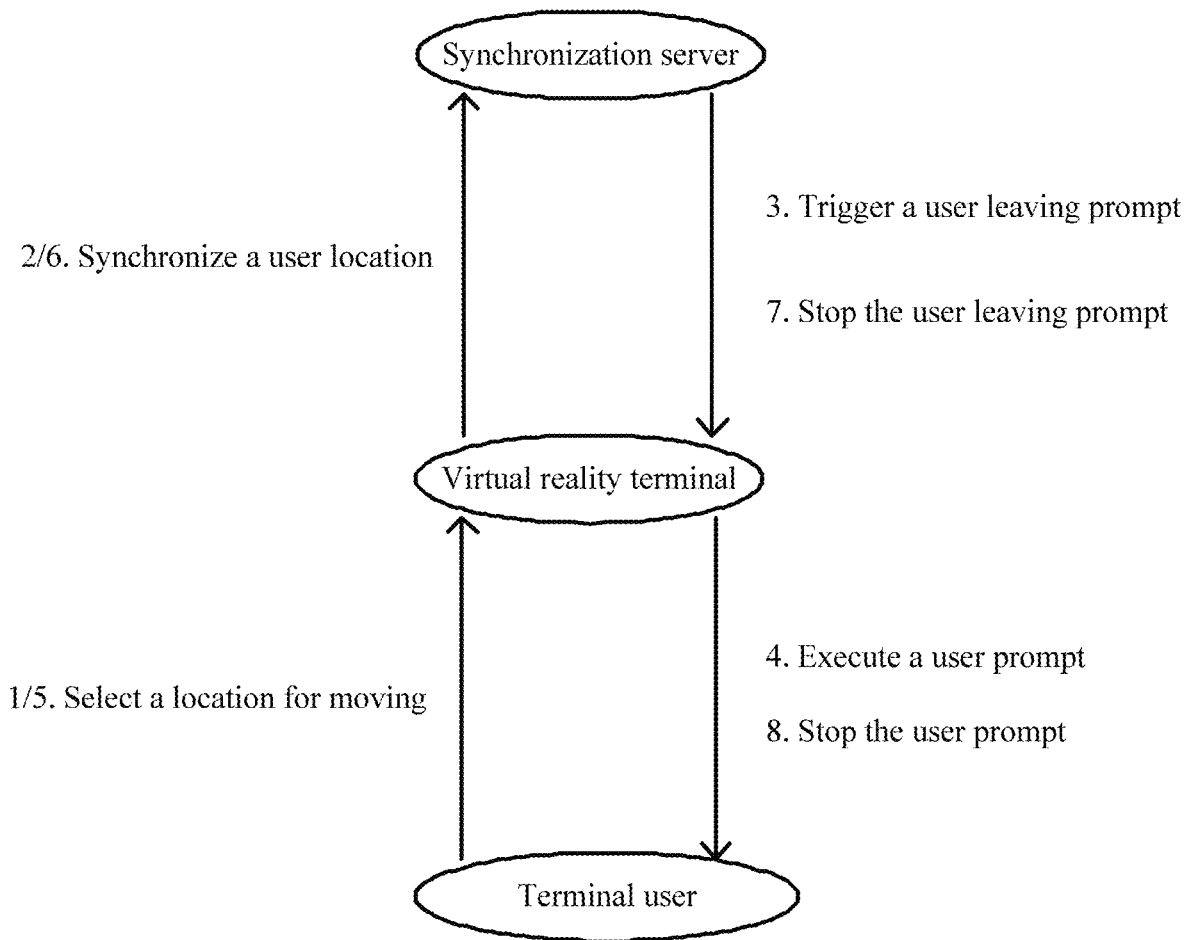 Synchronization server
3. Trigger a user leaving prompt
2/6. Synchronize a user location
7. Stop the user leaving prompt
Virtual reality terminal
4. Execute a user prompt
1/5. Select a location for moving
8. Stop the user prompt
Terminal user